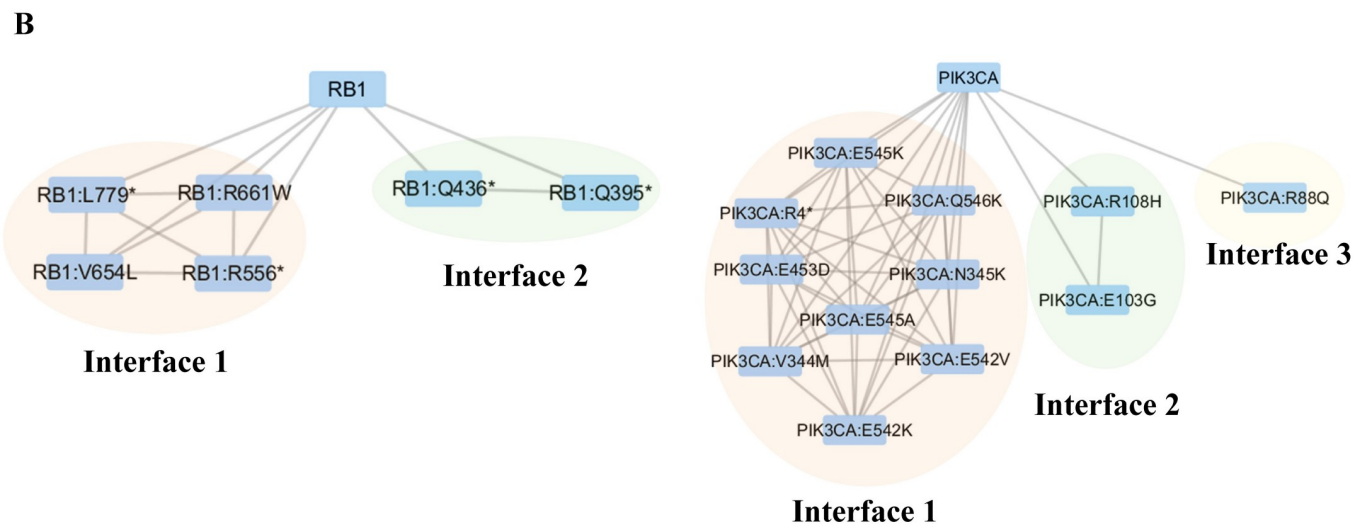 B
RB1
RB1:L779*
RB1:R661W
RB1:V654L
RB1:R556*
Interface 1
RB1:Q436*
RB1:Q395*
Interface 2
PIK3CA
PIK3CA:E545K
PIK3CA:R4*
PIK3CA:Q546K
PIK3CA:E453D
PIK3CA:N345K
PIK3CA:E545A
PIK3CA:V344M
PIK3CA:E542V
PIK3CA:E542K
Interface 1
PIK3CA:R108H
PIK3CA:E103G
Interface 2
PIK3CA:R88Q
Interface 3